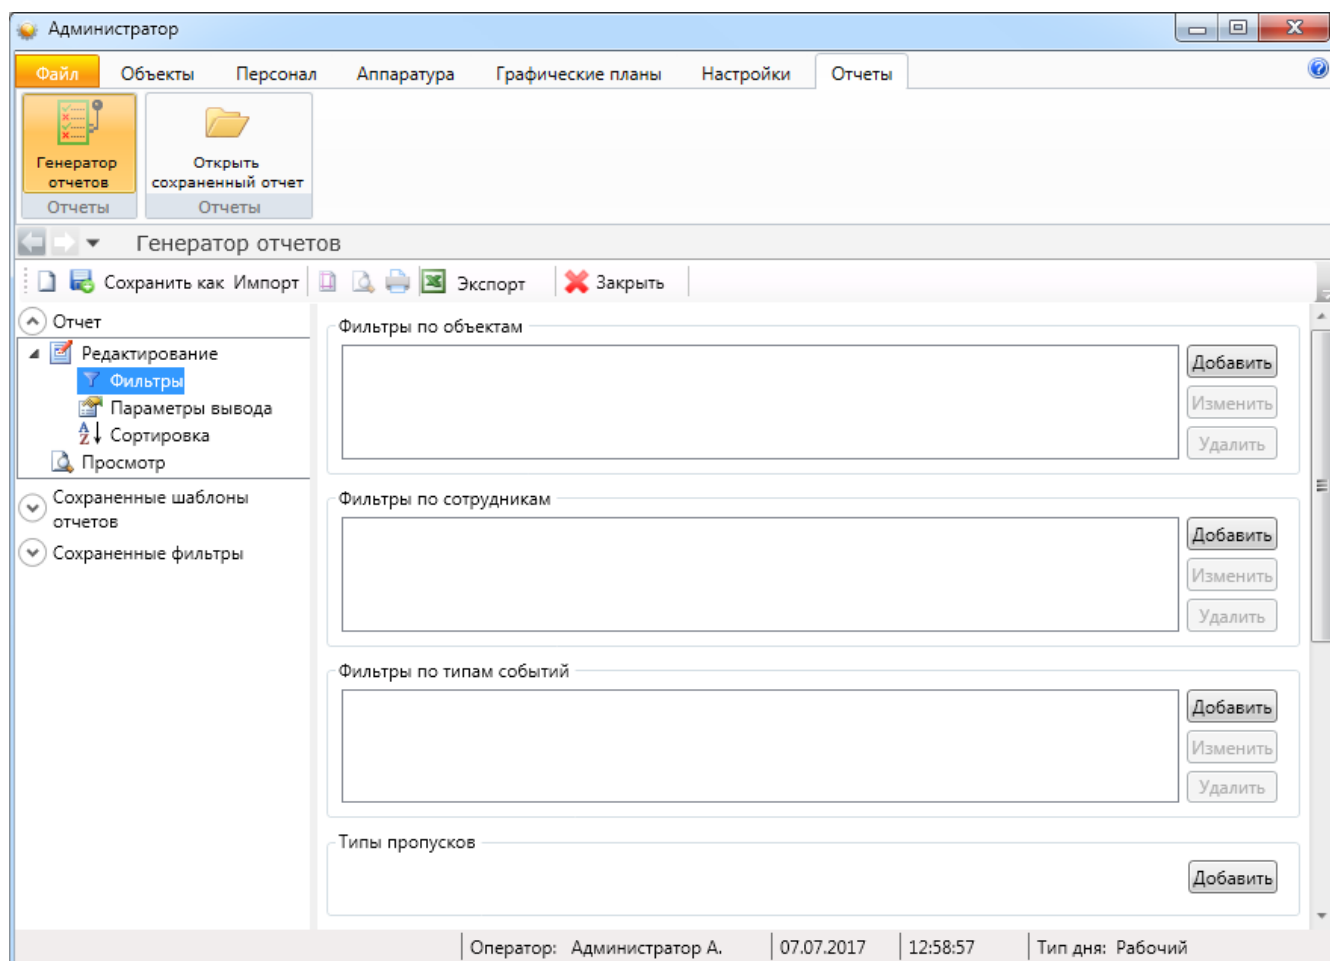 Администратор
Файл Объекты Персонал Аппаратура Графические планы Настройки Отчеты
Генератор отчетов
Открыть сохраненный отчет
Отчеты Отчеты
Генератор отчетов
Сохранить как Импорт Экспорт Закрыть
Отчет
Редактирование
Фильтры
Параметры вывода
Сортировка
Просмотр
Сохраненные шаблоны
отчетов
Сохраненные фильтры
Фильтры по объектам
Добавить
Изменить
Удалить
Фильтры по сотрудникам
Добавить
Изменить
Удалить
Фильтры по типам событий
Добавить
Изменить
Удалить
Типы пропусков
Добавить
Оператор: Администратор А. 07.07.2017 12:58:57 Тип дня: Рабочий